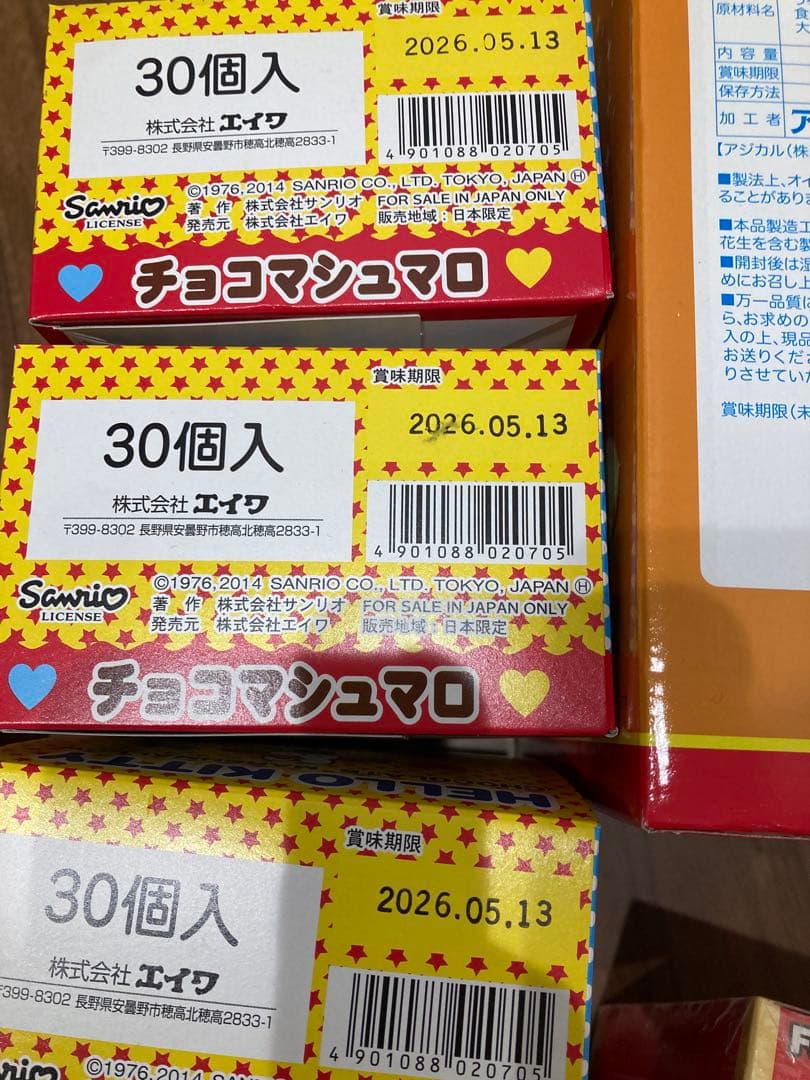 賞味期限
2026.05.13
30個入
株式会社 エイワ
〒399-8302 長野県安曇野市穂高北穂高2833-1
4 901088 020705
©1976,2014 SANRIO CO., LTD. TOKYO, JAPAN Ⓗ
Sanrio
LICENSE
著 作 株式会社サンリオ FOR SALE IN JAPAN ONLY
発売元 株式会社エイワ 販売地域:日本限定
チョコマシュマロ
賞味期限
2026.05.13
30個入
株式会社 エイワ
〒399-8302 長野県安曇野市穂高北穂高2833-1
4 901088 020705
©1976,2014 SANRIO CO., LTD. TOKYO, JAPAN Ⓗ
Sanrio
LICENSE
著 作 株式会社サンリオ FOR SALE IN JAPAN ONLY
発売元 株式会社エイワ 販売地域:日本限定
チョコマシュマロ
HELLO KITTY
賞味期限
2026.05.13
30個入
株式会社 エイワ
〒399-8302 長野県安曇野市穂高北穂高2833-1
4 901088 020705
©1976,2014 SANRIO CO., LTD. TOKYO, JAPAN
Sanrio
原材料名
食
大
内容量
賞味期限
保存方法
加工者
【アジカル(株
■製法上、オイ
ることがありま
■本品製造工
花生を含む製
■開封後は湿
めにお召し上
■万一品質に
ら、お求めの
入の上、現品
お送りくださ
りさせていた
賞味期限(未
F